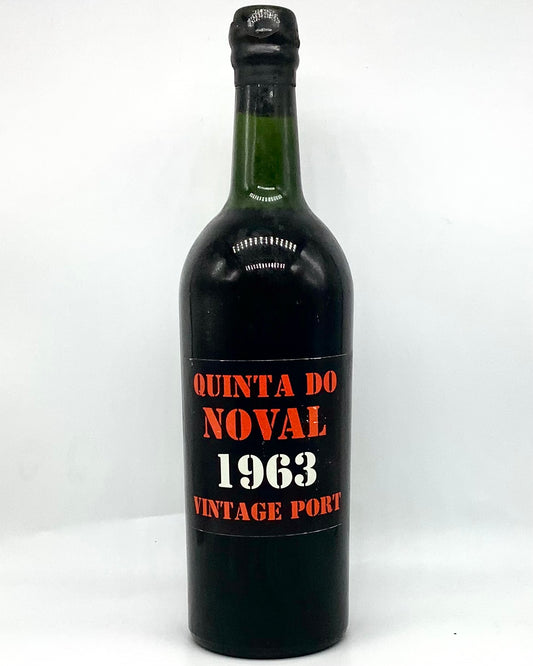 QUINTA DO
NOVAL
1963
VINTAGE PORT